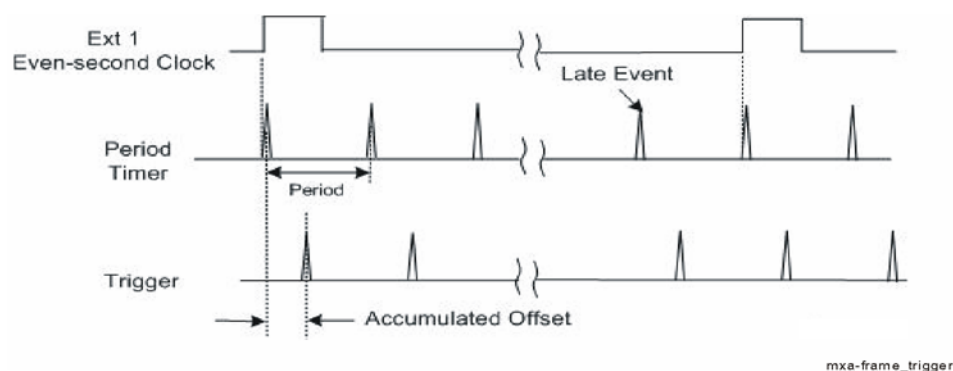 Ext 1
Even-second Clock
Late Event
Period
Timer
Period
Trigger
Accumulated Offset
mxa-frame_trigger